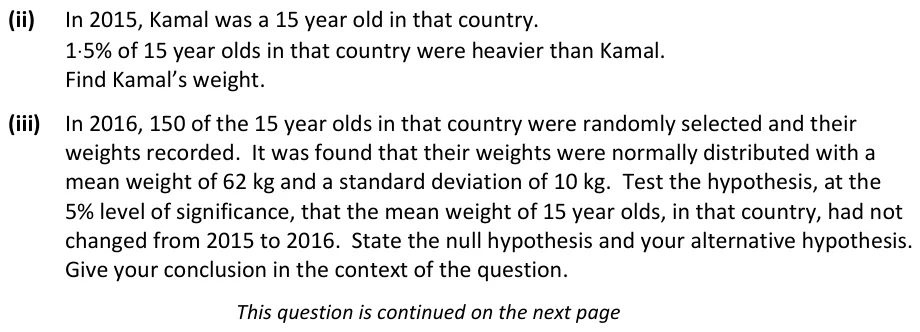 (ii) In 2015, Kamal was a 15 year old in that country.
1·5% of 15 year olds in that country were heavier than Kamal.
Find Kamal’s weight.
(iii) In 2016, 150 of the 15 year olds in that country were randomly selected and their
weights recorded. It was found that their weights were normally distributed with a
mean weight of 62 kg and a standard deviation of 10 kg. Test the hypothesis, at the
5% level of significance, that the mean weight of 15 year olds, in that country, had not
changed from 2015 to 2016. State the null hypothesis and your alternative hypothesis.
Give your conclusion in the context of the question.
This question is continued on the next page